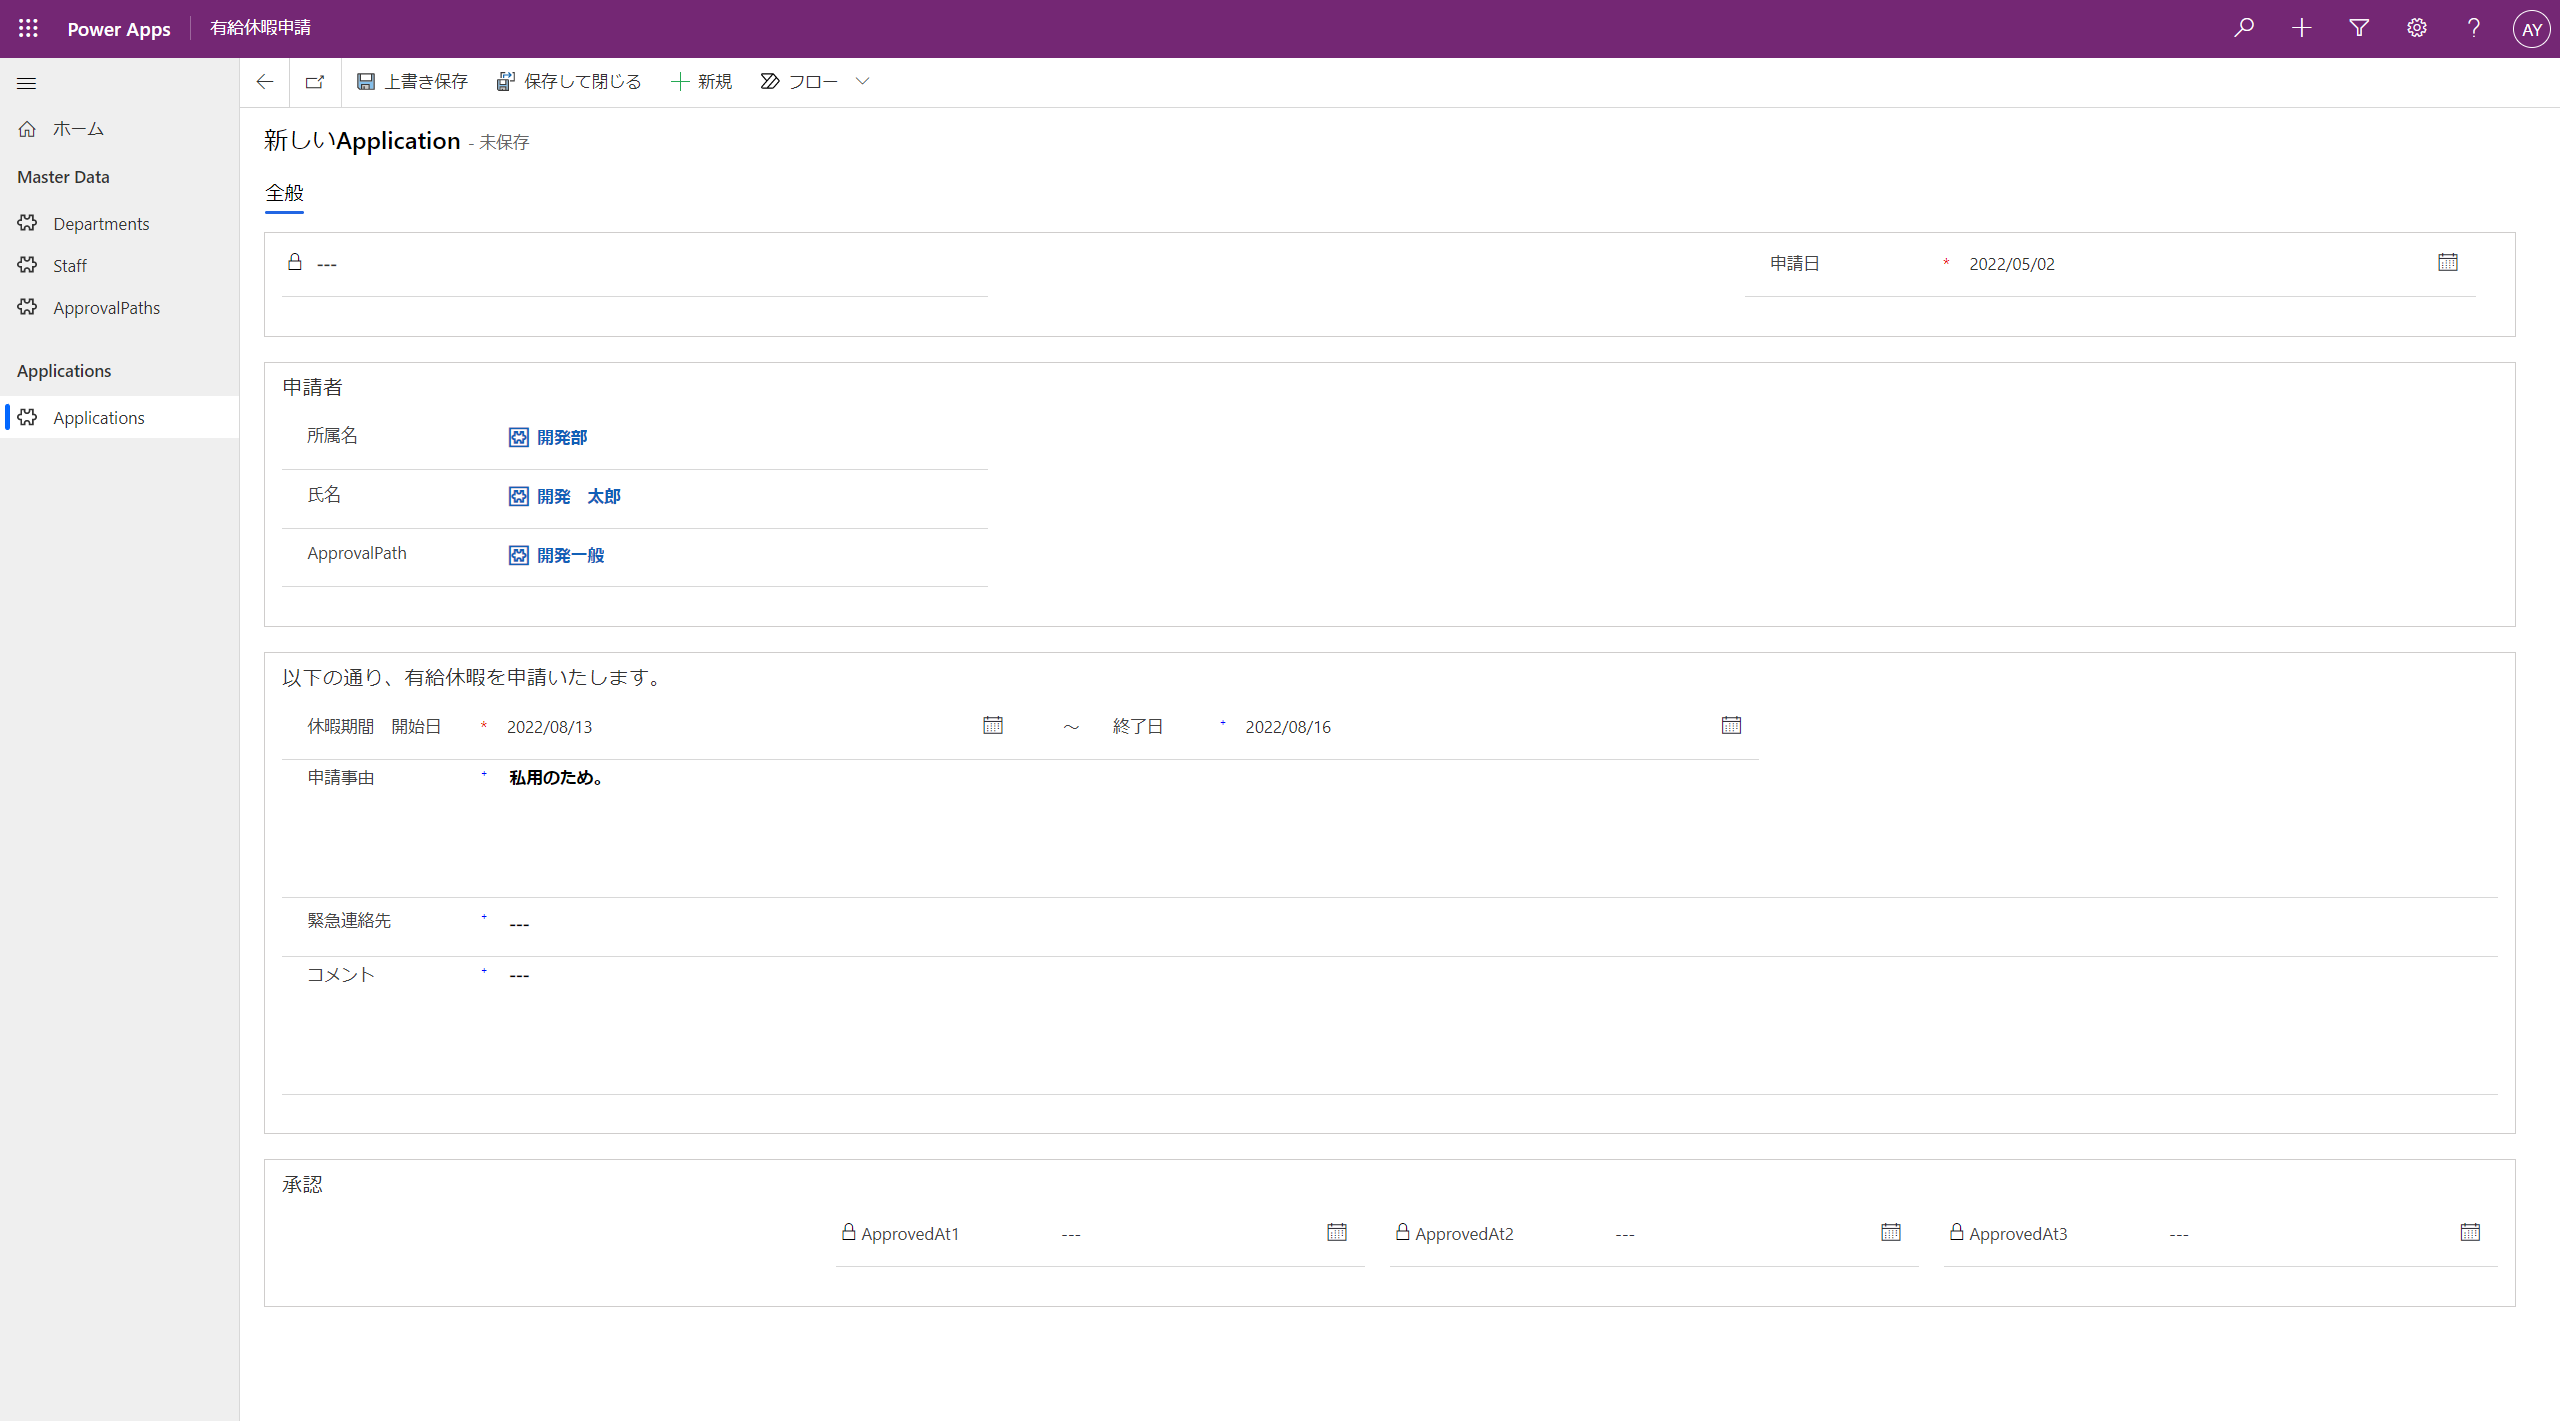 Power Apps 有給休暇申請 AY
上書き保存 保存して閉じる 新規 フロー
ホーム
Master Data
Departments
Staff
ApprovalPaths
Applications
Applications
新しいApplication - 未保存
全般
--- 申請日 * 2022/05/02
申請者
所属名 開発部
氏名 開発　太郎
ApprovalPath 開発一般
以下の通り、有給休暇を申請いたします。
休暇期間　開始日 * 2022/08/13 ～ 終了日 + 2022/08/16
申請事由 + 私用のため。
緊急連絡先 + ---
コメント + ---
承認
ApprovedAt1 --- ApprovedAt2 --- ApprovedAt3 ---